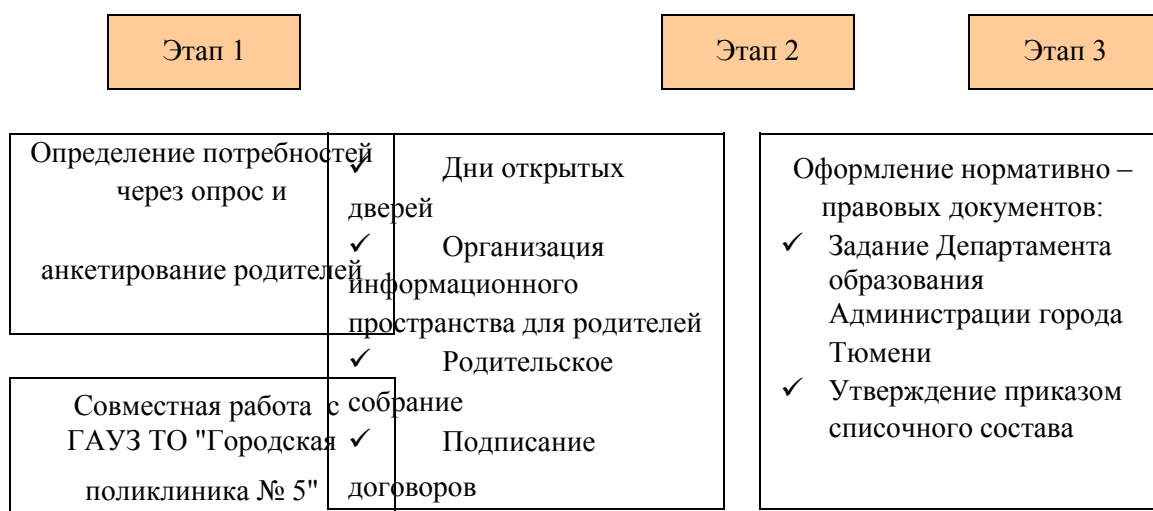 Этап 1
Этап 2
Этап 3
Определение потребностей
через опрос и
анкетирование родителей
Совместная работа с
ГАУЗ ТО "Городская
поликлиника № 5"
✓ Дни открытых
дверей
✓ Организация
информационного
пространства для родителей
✓ Родительское
собрание
✓ Подписание
договоров
Оформление нормативно –
правовых документов:
✓ Задание Департамента
образования
Администрации города
Тюмени
✓ Утверждение приказом
списочного состава